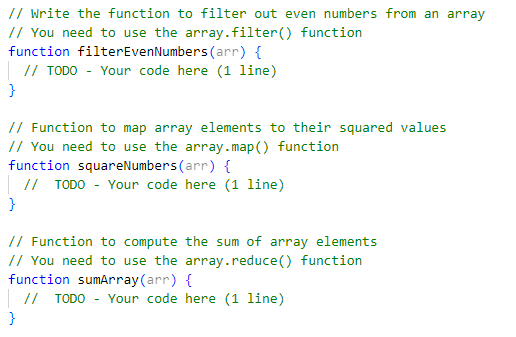 // Write the function to filter out even numbers from an array
// You need to use the array.filter() function
function filterEvenNumbers(arr) {
// TODO - Your code here (1 line)
}
// Function to map array elements to their squared values
// You need to use the array.map() function
function squareNumbers(arr) {
//  TODO - Your code here (1 line)
}
// Function to compute the sum of array elements
// You need to use the array.reduce() function
function sumArray(arr) {
//  TODO - Your code here (1 line)
}